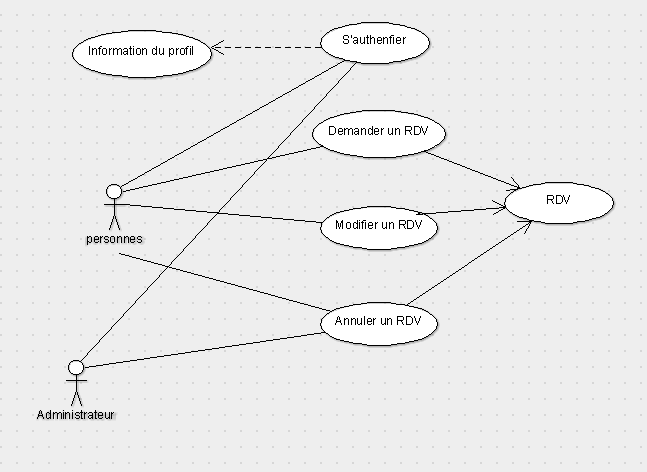 S'authenfier
Information du profil
Demander un RDV
RDV
Modifier un RDV
personnes
Annuler un RDV
Administrateur